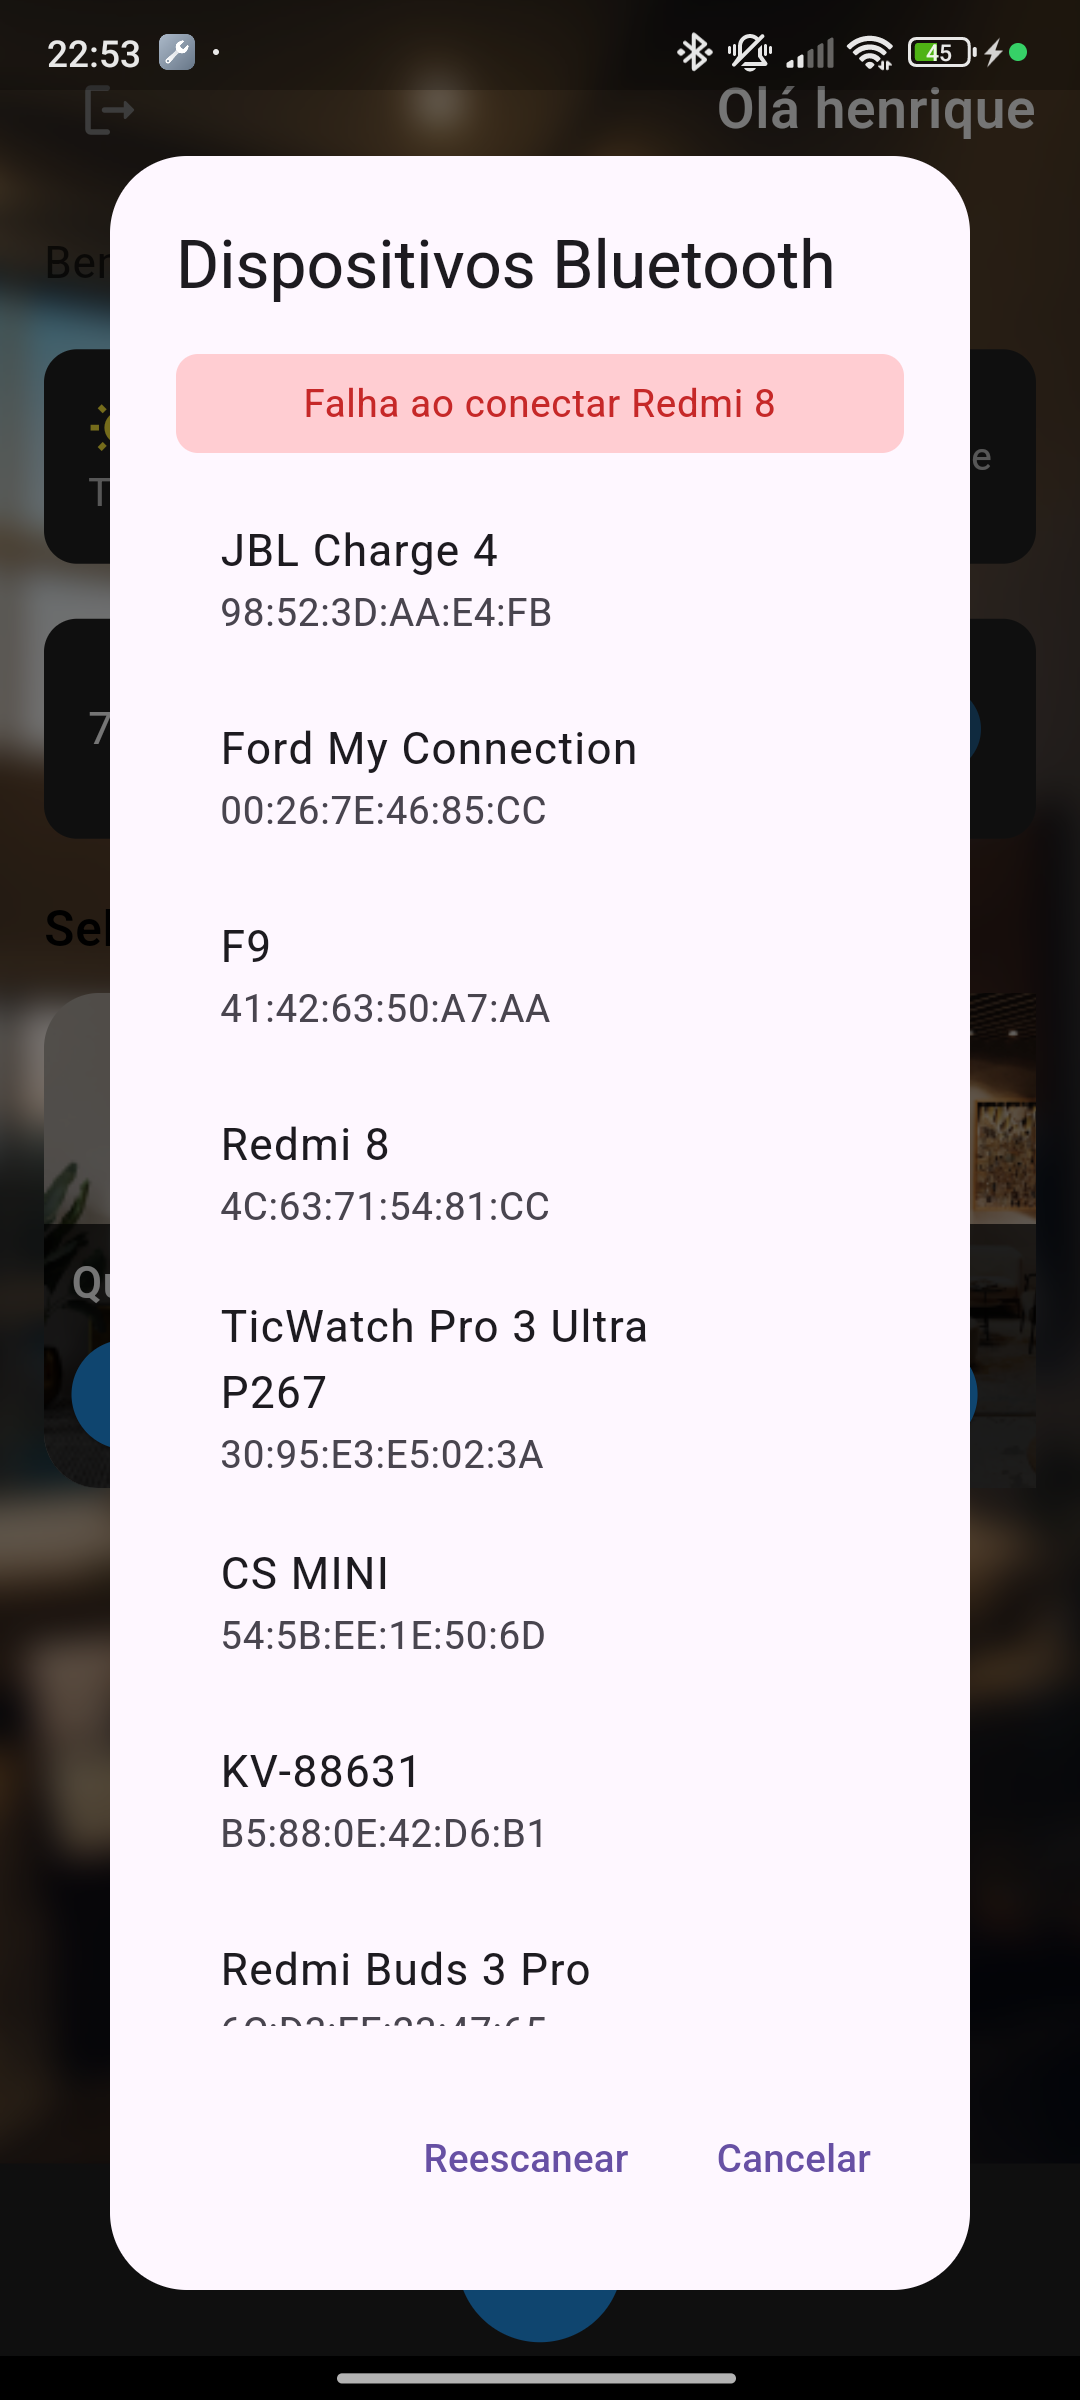 22:53
45
Olá henrique
Dispositivos Bluetooth
Falha ao conectar Redmi 8
JBL Charge 4
98:52:3D:AA:E4:FB
Ford My Connection
00:26:7E:46:85:CC
F9
41:42:63:50:A7:AA
Redmi 8
4C:63:71:54:81:CC
TicWatch Pro 3 Ultra
P267
30:95:E3:E5:02:3A
CS MINI
54:5B:EE:1E:50:6D
KV-88631
B5:88:0E:42:D6:B1
Redmi Buds 3 Pro
Reescanear
Cancelar